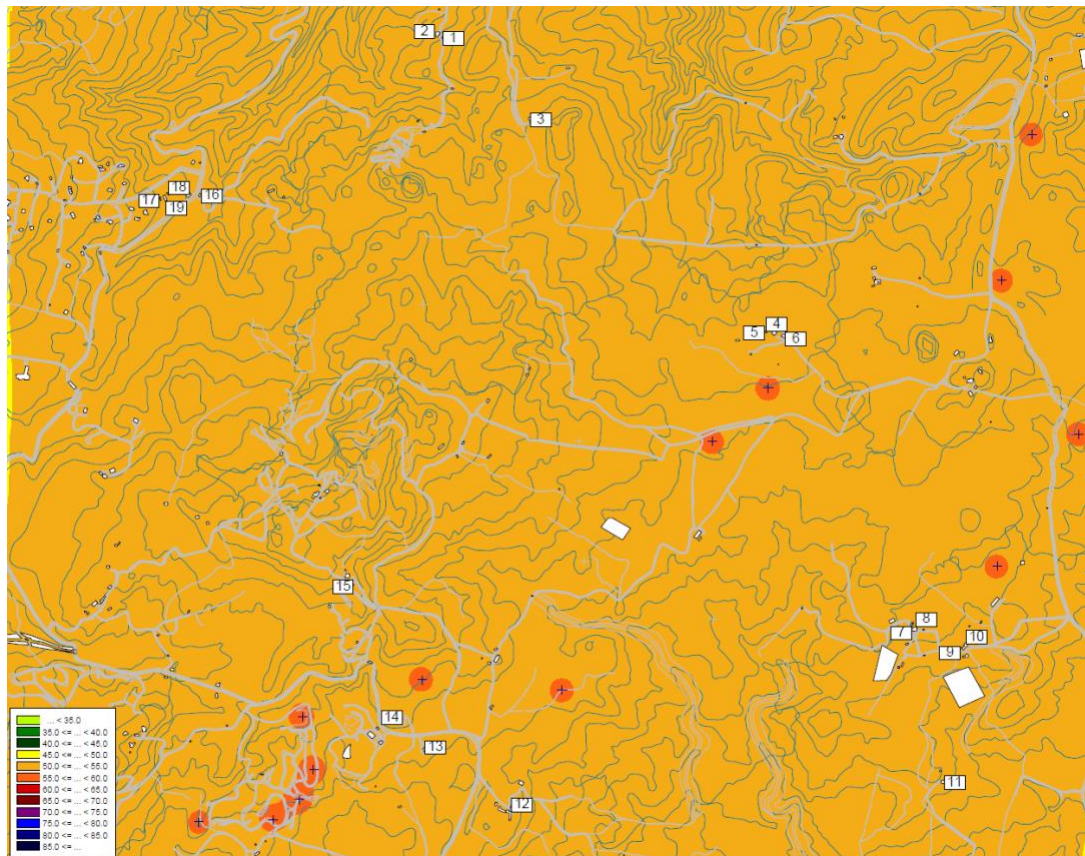 2 1
3
18
17 16
19
4
5 6
15
8
7 10
9
14
13
11
12
... < 35.0
35.0 <= ... < 40.0
40.0 <= ... < 45.0
45.0 <= ... < 50.0
50.0 <= ... < 55.0
55.0 <= ... < 60.0
60.0 <= ... < 65.0
65.0 <= ... < 70.0
70.0 <= ... < 75.0
75.0 <= ... < 80.0
80.0 <= ... < 85.0
85.0 <= ...